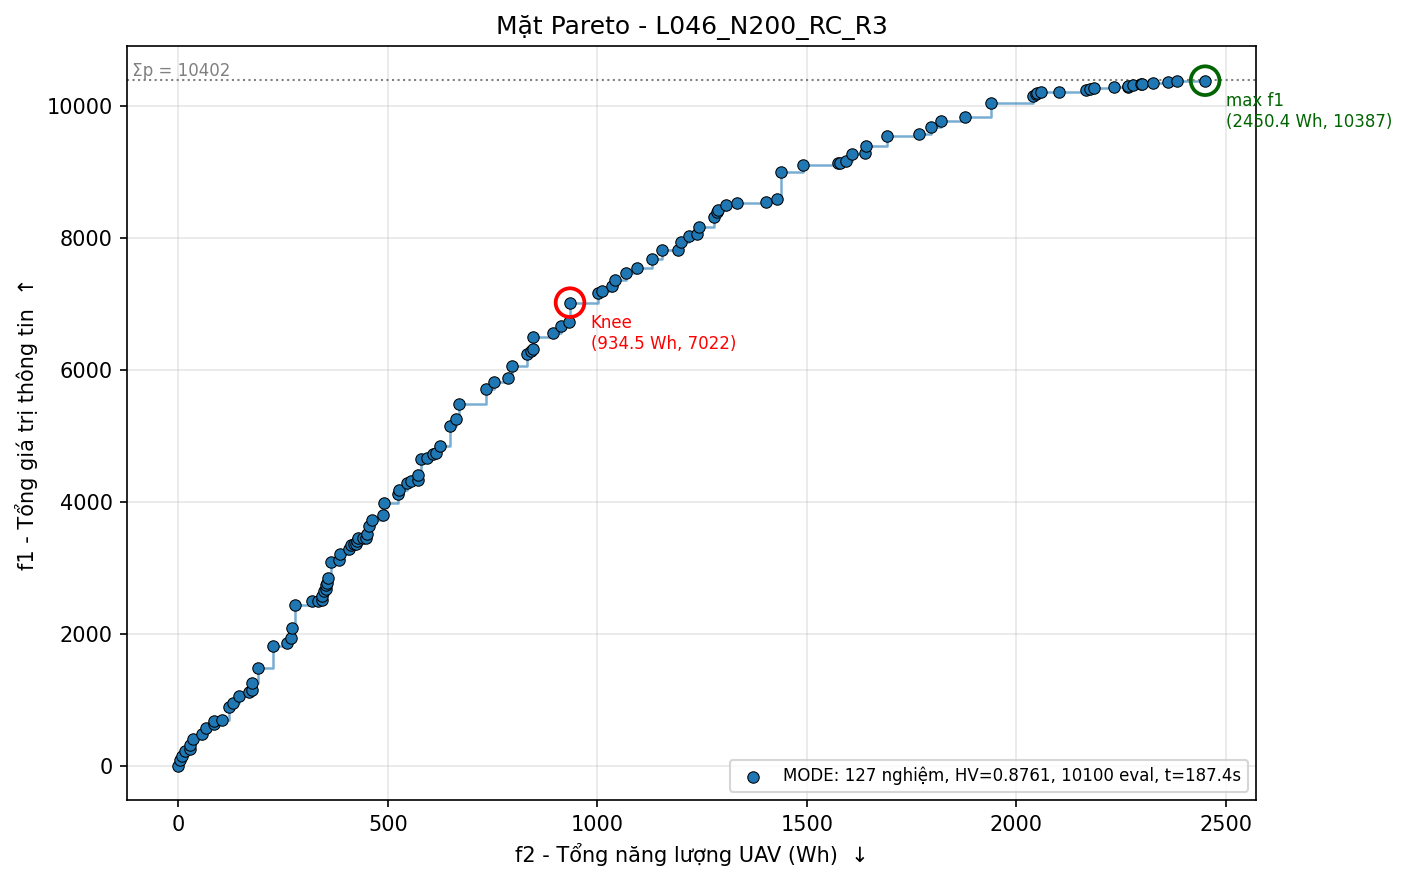 Mặt Pareto - L046_N200_RC_R3
Σp = 10402
max f1
(2450.4 Wh, 10387)
Knee
(934.5 Wh, 7022)
MODE: 127 nghiệm, HV=0.8761, 10100 eval, t=187.4s
10000
8000
6000
4000
2000
0
f1 - Tổng giá trị thông tin ↑
0 500 1000 1500 2000 2500
f2 - Tổng năng lượng UAV (Wh) ↓